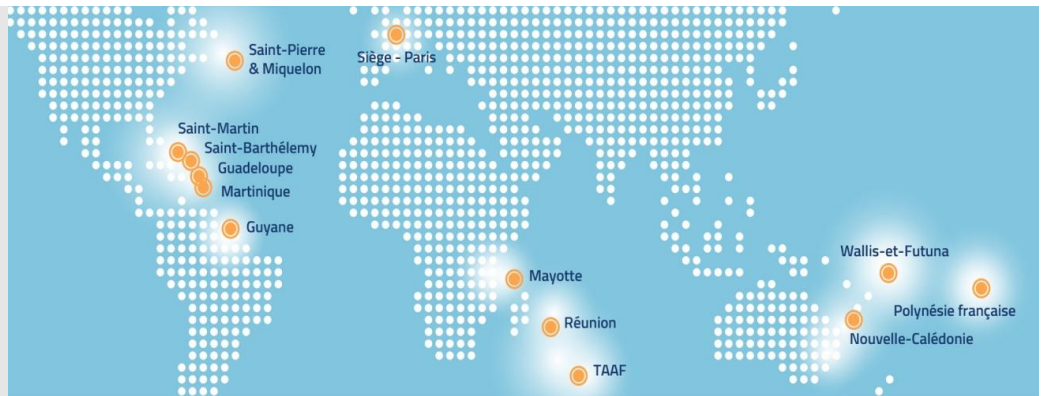 Saint-Pierre
& Miquelon
Siège - Paris
Saint-Martin
Saint-Barthélemy
Guadeloupe
Martinique
Guyane
Mayotte
Réunion
TAAF
Wallis-et-Futuna
Polynésie française
Nouvelle-Calédonie